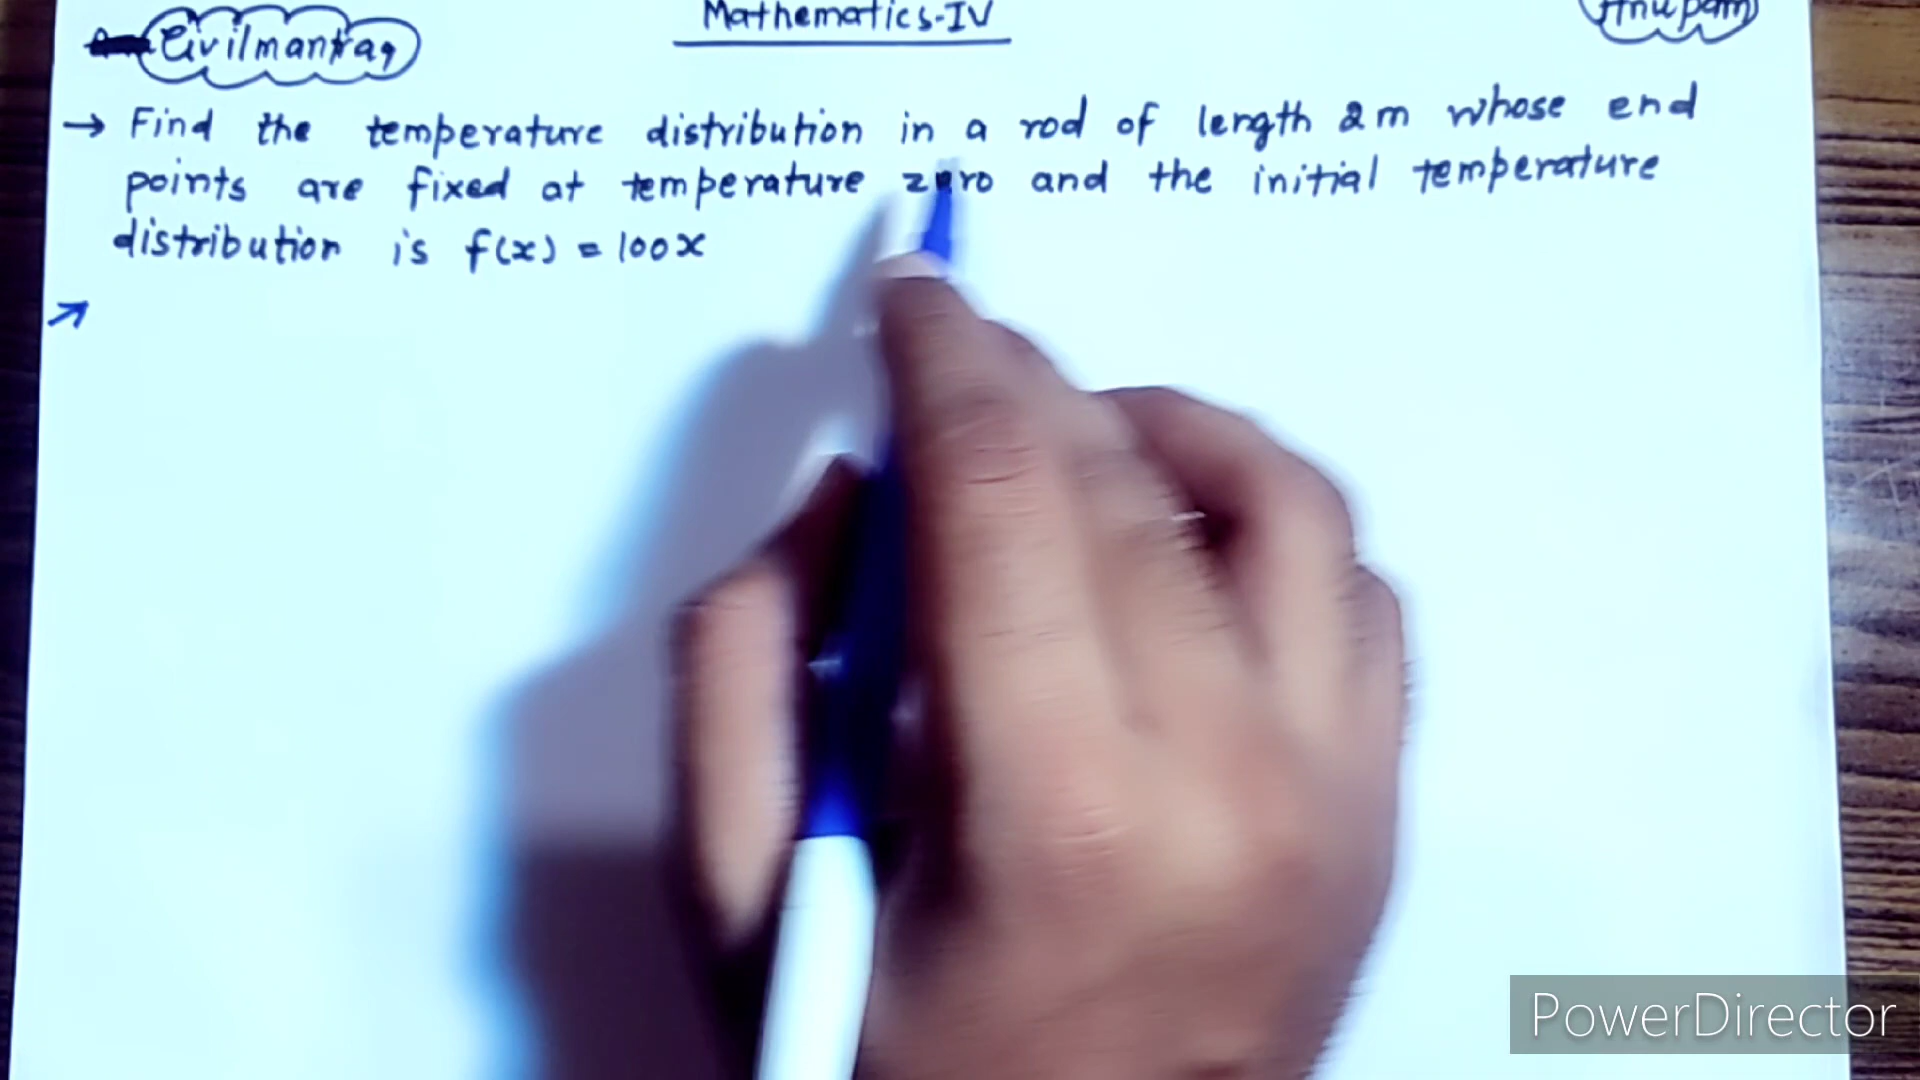 Mathematics-IV
Civilmantra
Anupam
→ Find the temperature distribution in a rod of length 2m whose end
points are fixed at temperature zero and the initial temperature
distribution is f(x) = 100x
PowerDirector